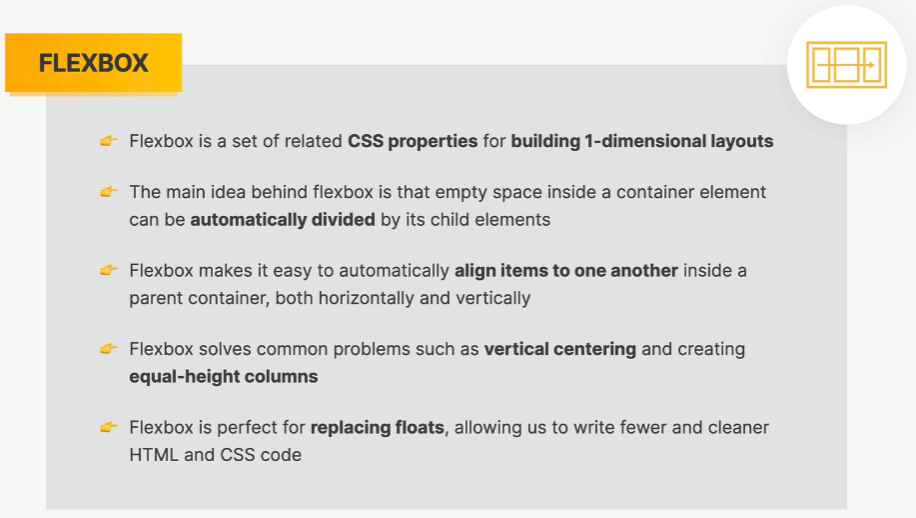 FLEXBOX
👉 Flexbox is a set of related CSS properties for building 1-dimensional layouts
👉 The main idea behind flexbox is that empty space inside a container element
can be automatically divided by its child elements
👉 Flexbox makes it easy to automatically align items to one another inside a
parent container, both horizontally and vertically
👉 Flexbox solves common problems such as vertical centering and creating
equal-height columns
👉 Flexbox is perfect for replacing floats, allowing us to write fewer and cleaner
HTML and CSS code